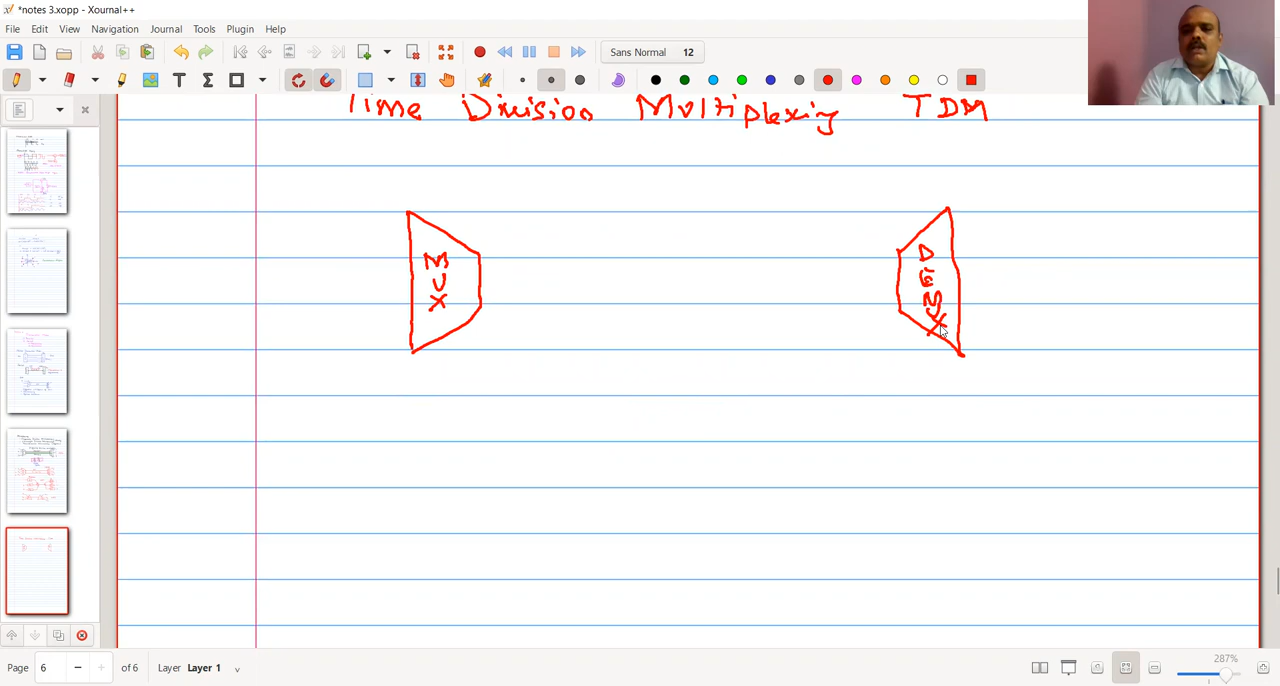 *notes 3.xopp - Xournal++
File Edit View Navigation Journal Tools Plugin Help
Sans Normal 12
Time Division Multiplexing TDM
MUX
DEMUX
Page 6 of 6 Layer Layer 1
287%